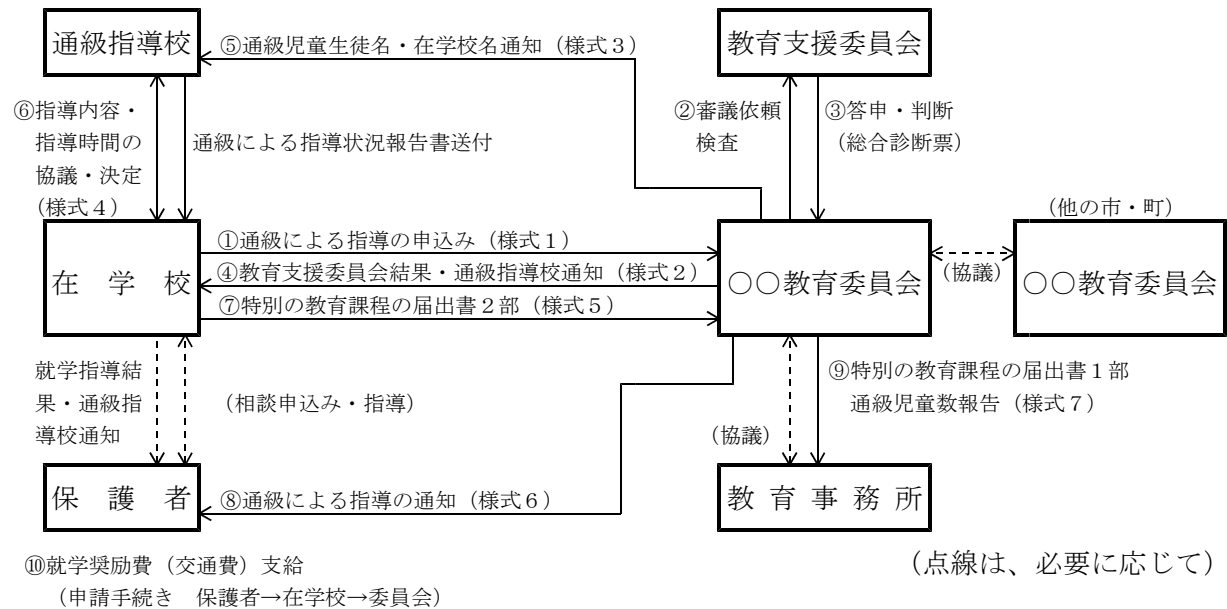 通級指導校
⑤通級児童生徒名・在学校名通知（様式３）
教育支援委員会
⑥指導内容・
指導時間の
協議・決定
（様式４）
通級による指導状況報告書送付
②審議依頼
検査
③答申・判断
（総合診断票）
（他の市・町）
在　学　校
①通級による指導の申込み（様式１）
④教育支援委員会結果・通級指導校通知（様式２）
⑦特別の教育課程の届出書２部（様式５）
〇〇教育委員会
（協議）
〇〇教育委員会
就学指導結
果・通級指
導校通知
（相談申込み・指導）
（協議）
⑨特別の教育課程の届出書１部
通級児童数報告（様式７）
保　護　者
⑧通級による指導の通知（様式６）
教 育 事 務 所
⑩就学奨励費（交通費）支給
（申請手続き　保護者→在学校→委員会）
（点線は、必要に応じて）